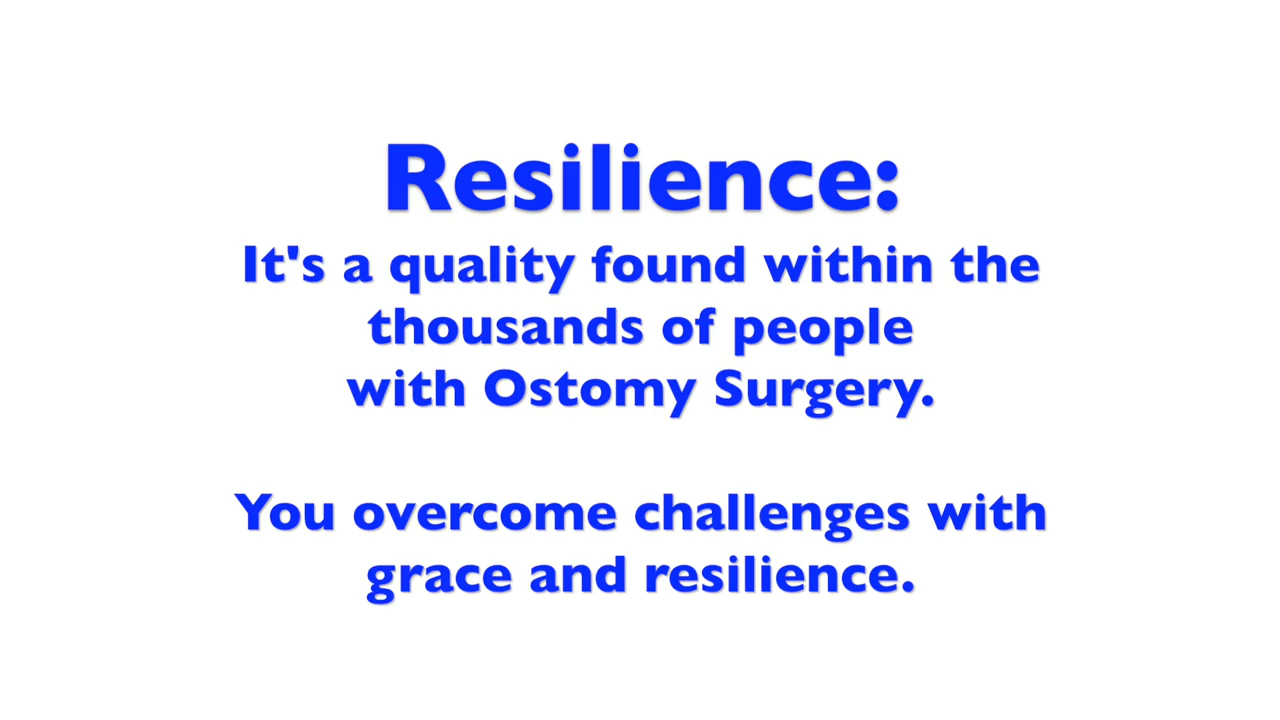 Resilience:
It's a quality found within the
thousands of people
with Ostomy Surgery.
You overcome challenges with
grace and resilience.